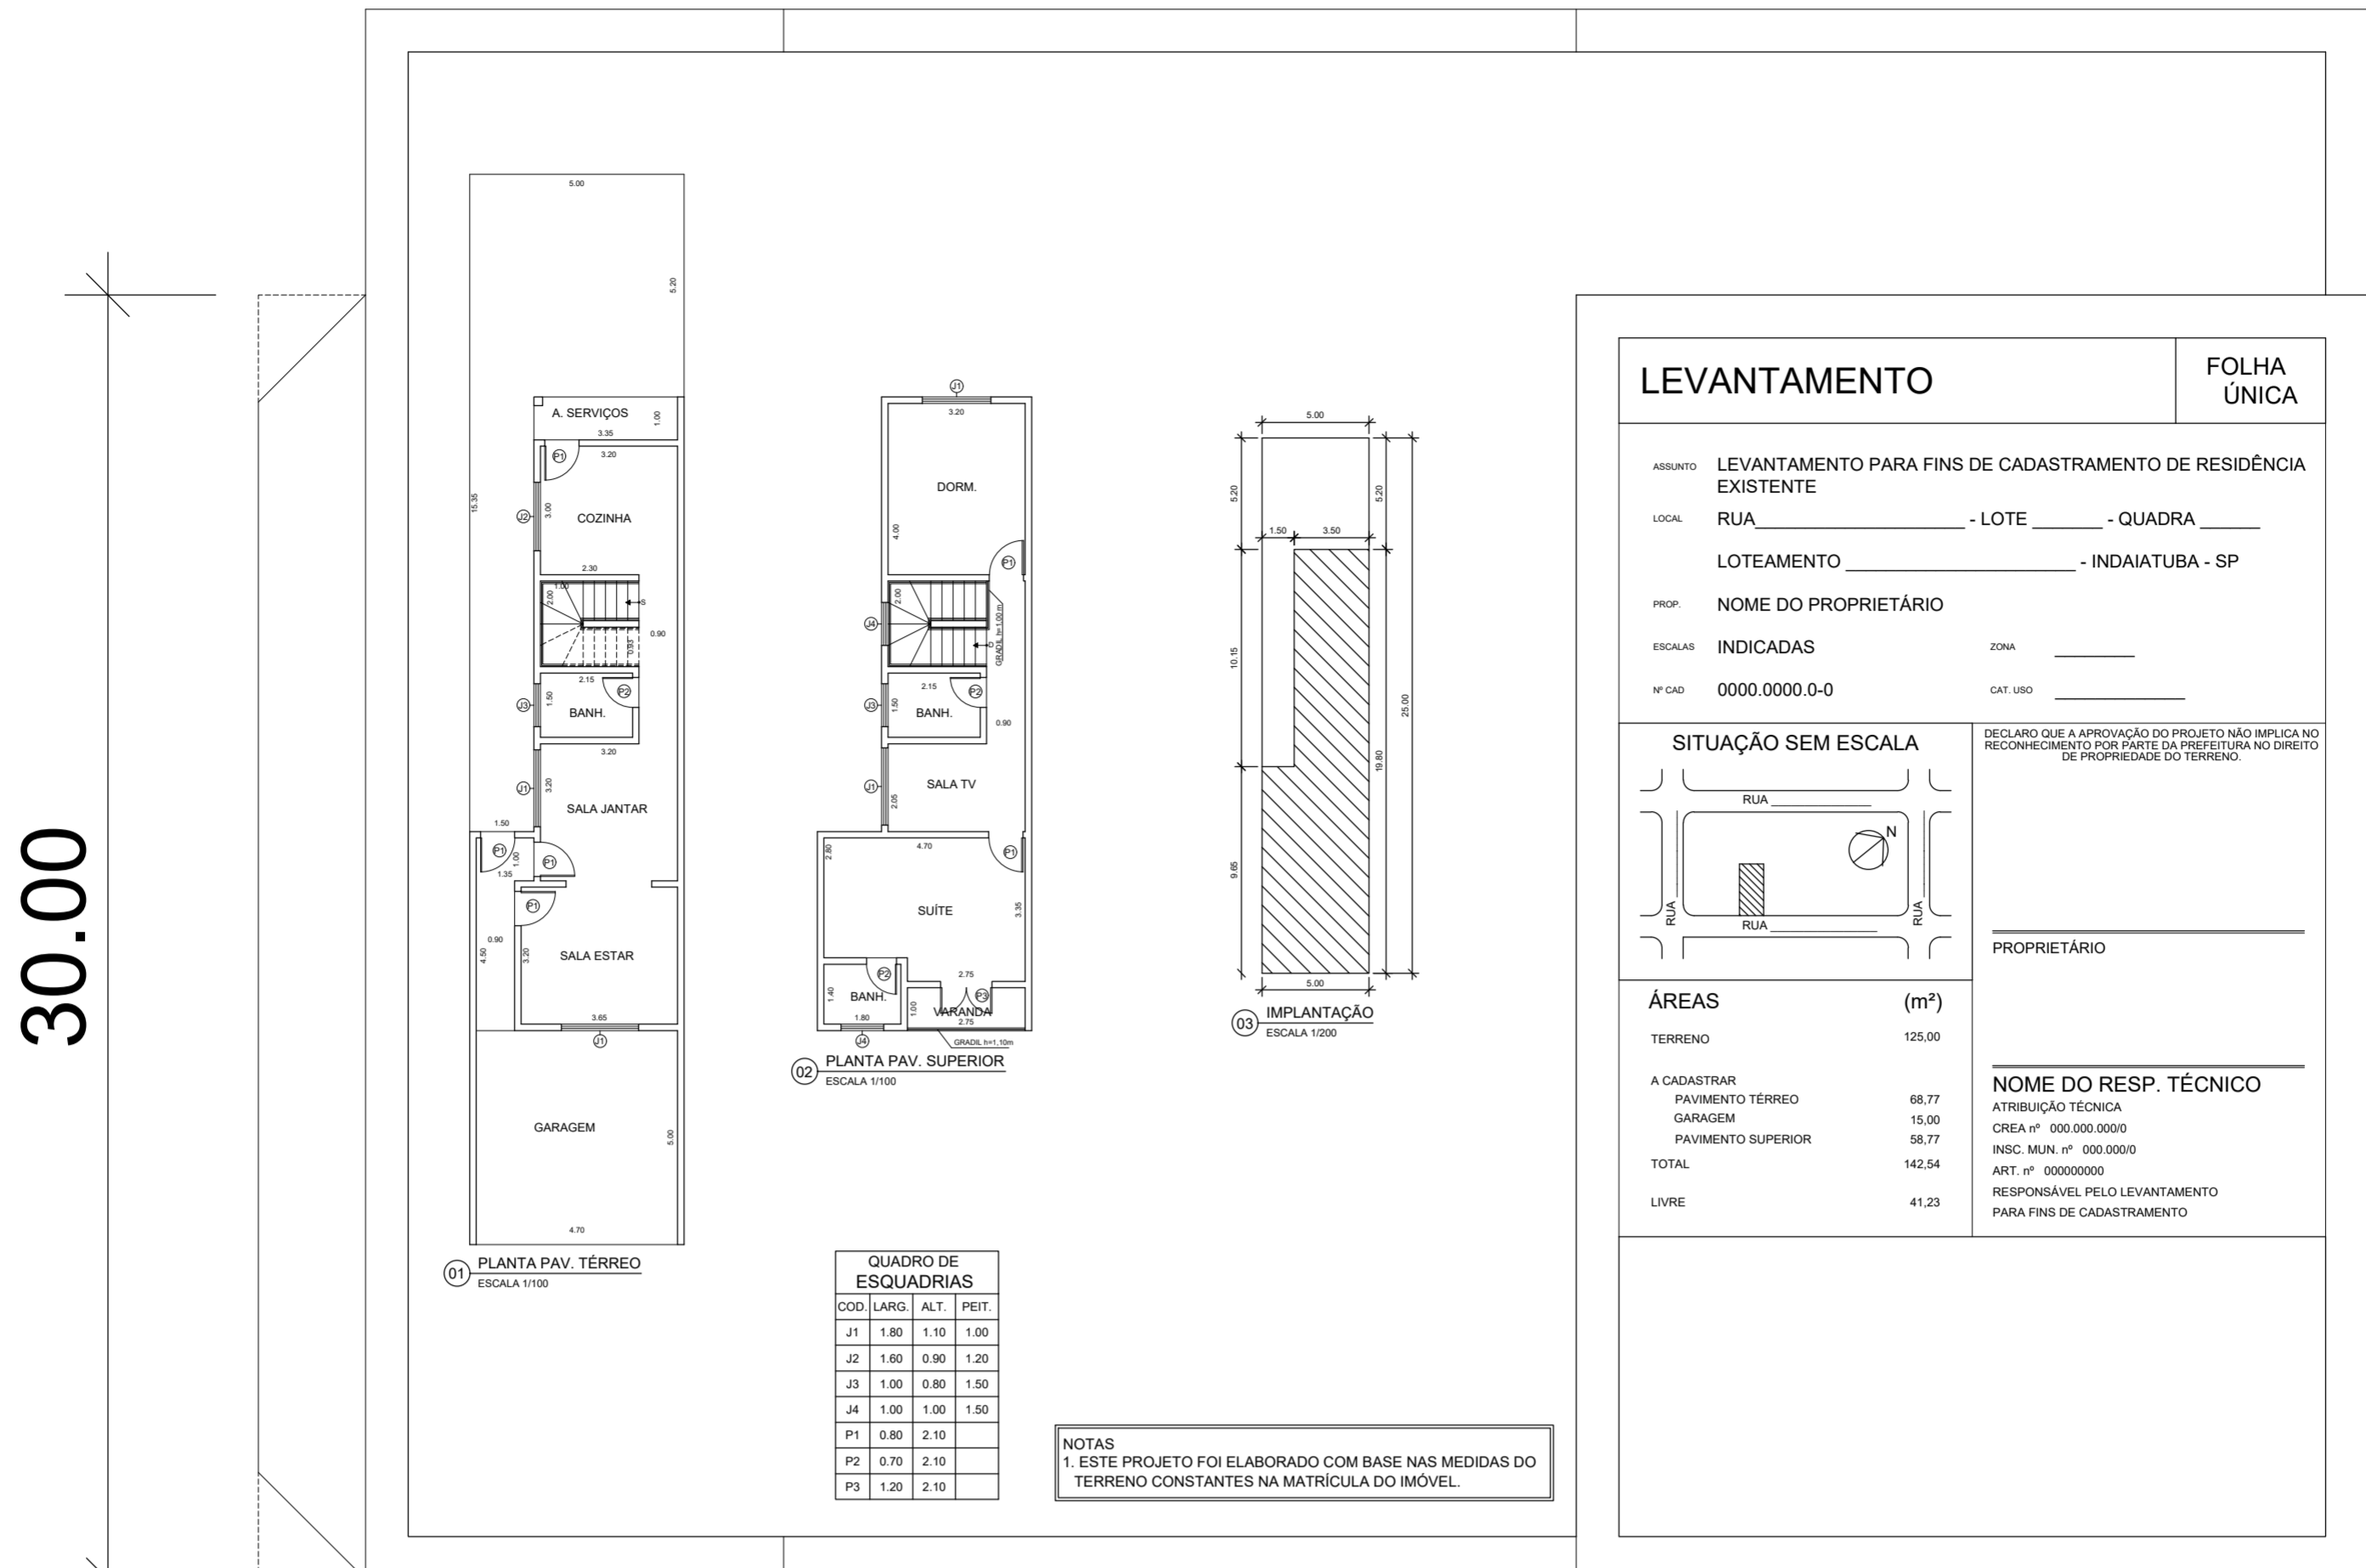 30.00
5.00
5.20
A. SERVIÇOS
1.00
3.35
P1
3.20
15.35
J2
3.00
COZINHA
2.30
1.00
2.00
S
0.90
0.93
2.15
P2
J3
1.50
BANH.
3.20
J1
3.20
SALA JANTAR
1.50
P1
1.00
P1
1.35
P1
0.90
4.50
3.20
SALA ESTAR
3.65
J1
GARAGEM
5.00
4.70
01
PLANTA PAV. TÉRREO
ESCALA 1/100
J1
3.20
DORM.
4.00
P1
2.00
J4
D
GRADIL h=1,00 m
2.15
P2
J3
1.50
BANH.
0.90
J1
SALA TV
2.05
2.80
4.70
P1
SUÍTE
3.35
P2
2.75
1.40
BANH.
P3
1.00
VARANDA
1.80
2.75
J4
GRADIL h=1,10m
02
PLANTA PAV. SUPERIOR
ESCALA 1/100
5.00
5.20
5.20
1.50
3.50
10.15
25.00
19.80
9.65
5.00
03
IMPLANTAÇÃO
ESCALA 1/200
QUADRO DE
ESQUADRIAS
COD. LARG. ALT. PEIT.
J1 1.80 1.10 1.00
J2 1.60 0.90 1.20
J3 1.00 0.80 1.50
J4 1.00 1.00 1.50
P1 0.80 2.10
P2 0.70 2.10
P3 1.20 2.10
NOTAS
1. ESTE PROJETO FOI ELABORADO COM BASE NAS MEDIDAS DO
TERRENO CONSTANTES NA MATRÍCULA DO IMÓVEL.
LEVANTAMENTO
FOLHA
ÚNICA
ASSUNTO LEVANTAMENTO PARA FINS DE CADASTRAMENTO DE RESIDÊNCIA
EXISTENTE
LOCAL RUA_____________________ - LOTE _______ - QUADRA ______
LOTEAMENTO _______________________ - INDAIATUBA - SP
PROP. NOME DO PROPRIETÁRIO
ESCALAS INDICADAS ZONA ________
Nº CAD 0000.0000.0-0 CAT. USO _____________
SITUAÇÃO SEM ESCALA
RUA _______________
N
RUA _______
RUA _______
RUA ________________
DECLARO QUE A APROVAÇÃO DO PROJETO NÃO IMPLICA NO
RECONHECIMENTO POR PARTE DA PREFEITURA NO DIREITO
DE PROPRIEDADE DO TERRENO.
PROPRIETÁRIO
ÁREAS (m²)
TERRENO 125,00
A CADASTRAR
PAVIMENTO TÉRREO 68,77
GARAGEM 15,00
PAVIMENTO SUPERIOR 58,77
TOTAL 142,54
LIVRE 41,23
NOME DO RESP. TÉCNICO
ATRIBUIÇÃO TÉCNICA
CREA nº 000.000.000/0
INSC. MUN. nº 000.000/0
ART. nº 000000000
RESPONSÁVEL PELO LEVANTAMENTO
PARA FINS DE CADASTRAMENTO